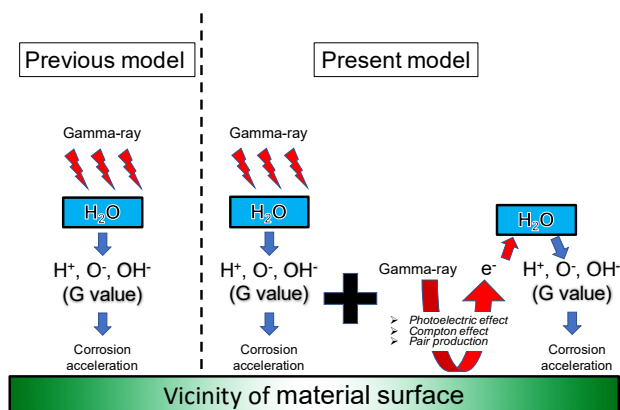 Previous model
Present model
Gamma-ray
H₂O
H⁺, O⁻, OH⁻
(G value)
Corrosion
acceleration
Gamma-ray
H₂O
H⁺, O⁻, OH⁻
(G value)
Corrosion
acceleration
Gamma-ray
e⁻
➢ Photoelectric effect
➢ Compton effect
➢ Pair production
H₂O
H⁺, O⁻, OH⁻
(G value)
Corrosion
acceleration
Vicinity of material surface